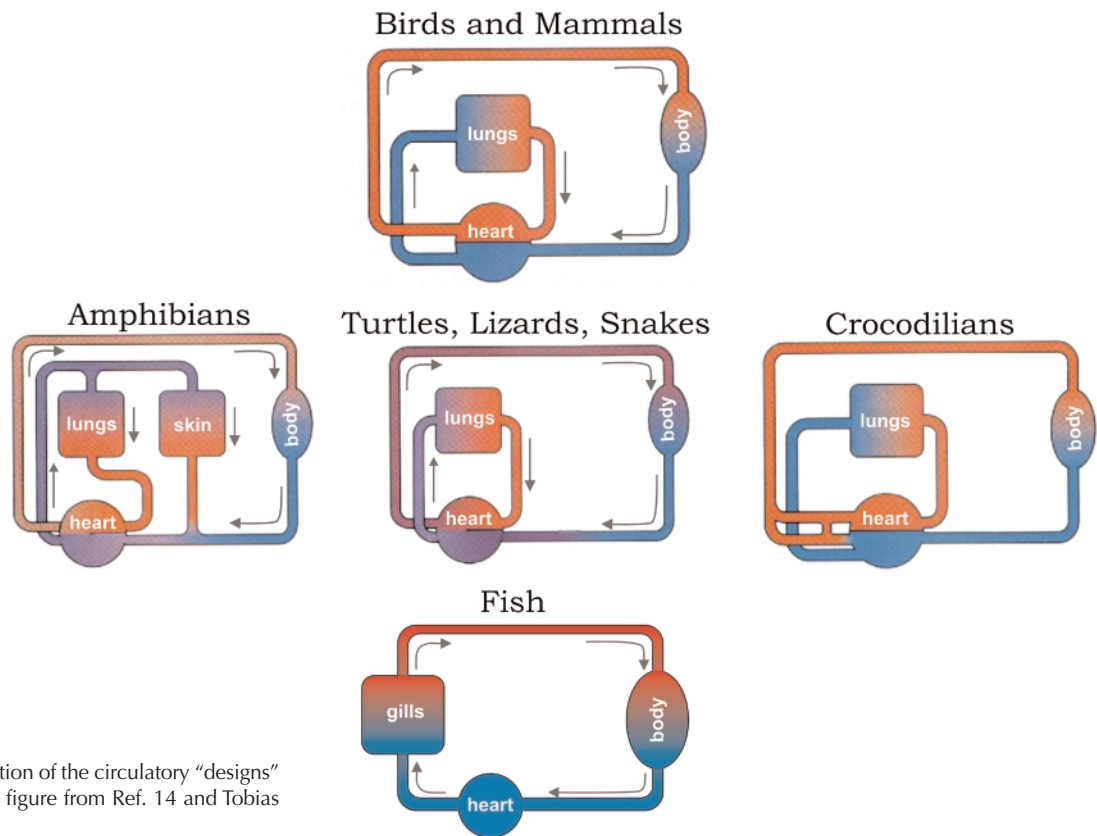 Birds and Mammals
lungs
body
heart
Amphibians
lungs
skin
body
heart
Turtles, Lizards, Snakes
lungs
body
heart
Crocodilians
lungs
body
heart
Fish
gills
body
heart
tion of the circulatory “designs”
figure from Ref. 14 and Tobias